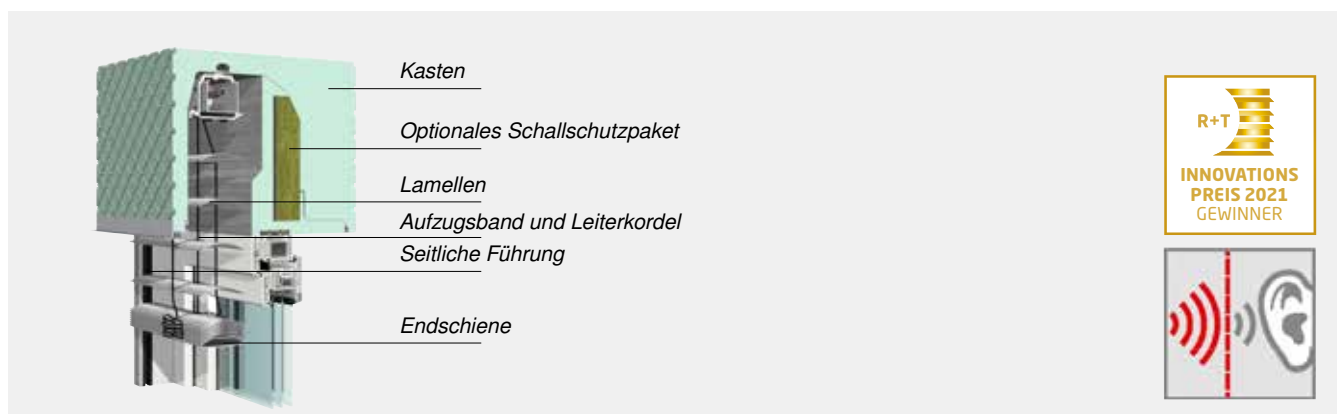 Kasten
Optionales Schallschutzpaket
Lamellen
Aufzugsband und Leiterkordel
Seitliche Führung
Endschiene
R+T
INNOVATIONS
PREIS 2021
GEWINNER